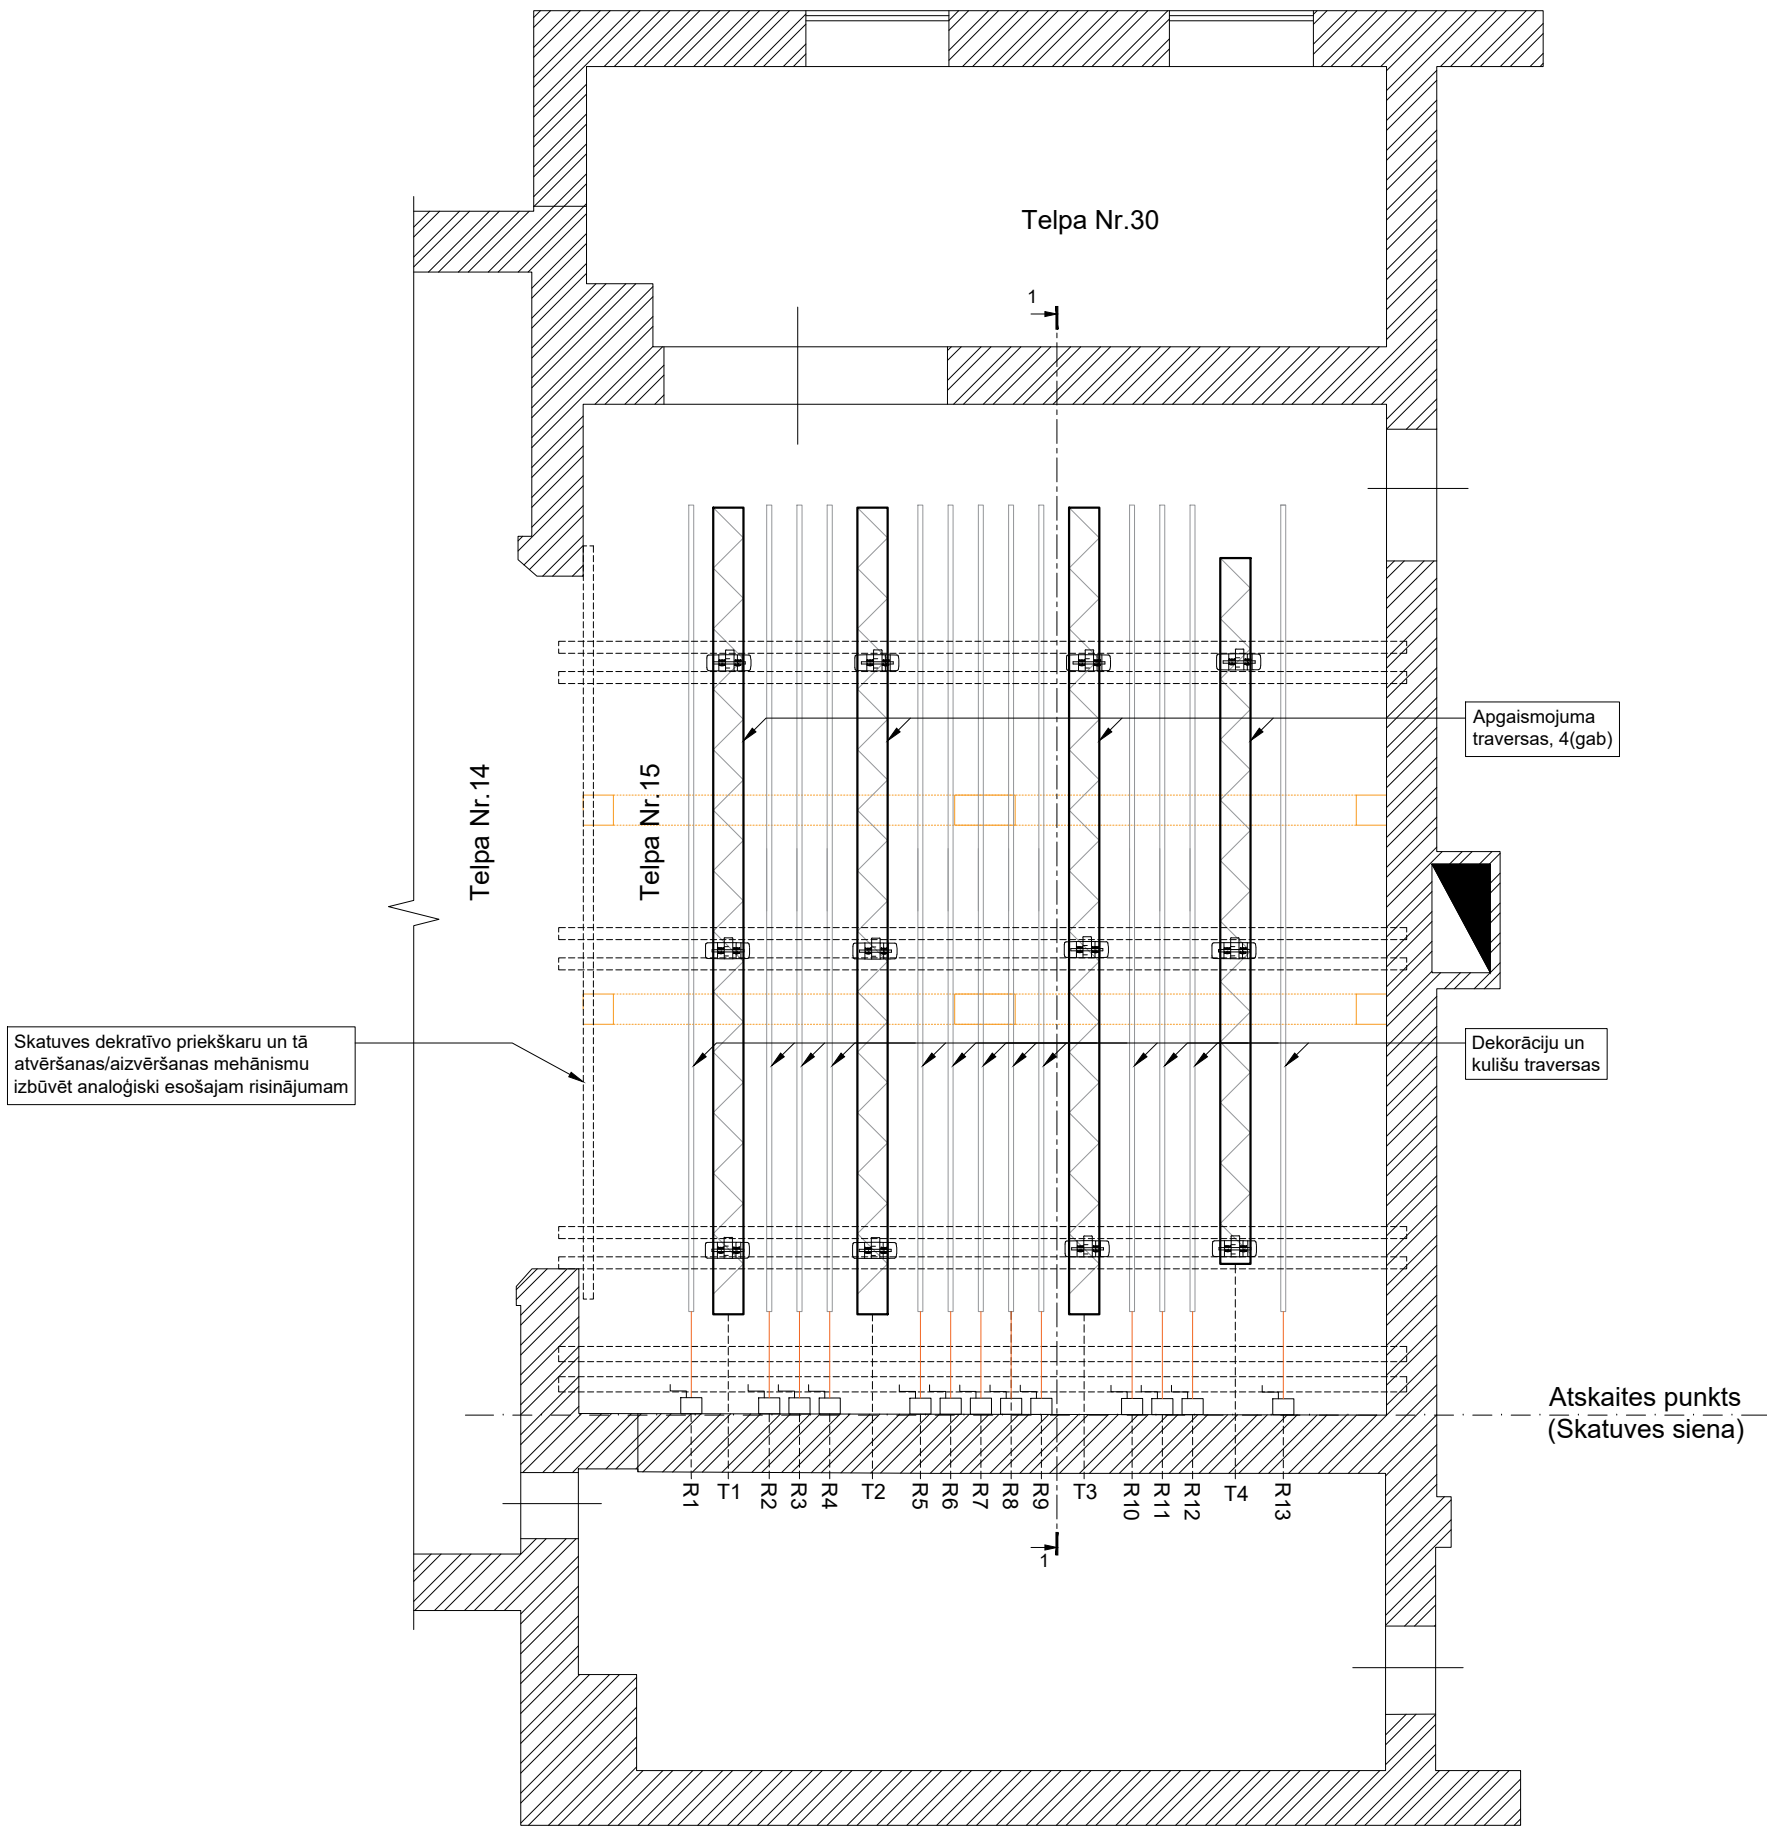 Telpa Nr.30
1
Apgaismojuma
traversas, 4(gab)
Telpa Nr.14
Telpa Nr.15
Skatuves dekratīvo priekškaru un tā
atvēršanas/aizvēršanas mehānismu
izbūvēt analoģiski esošajam risinājumam
Dekorāciju un
kulišu traversas
Atskaites punkts
(Skatuves siena)
R1
T1
R2
R3
R4
T2
R5
R6
R7
R8
R9
T3
R10
R11
R12
T4
R13
1